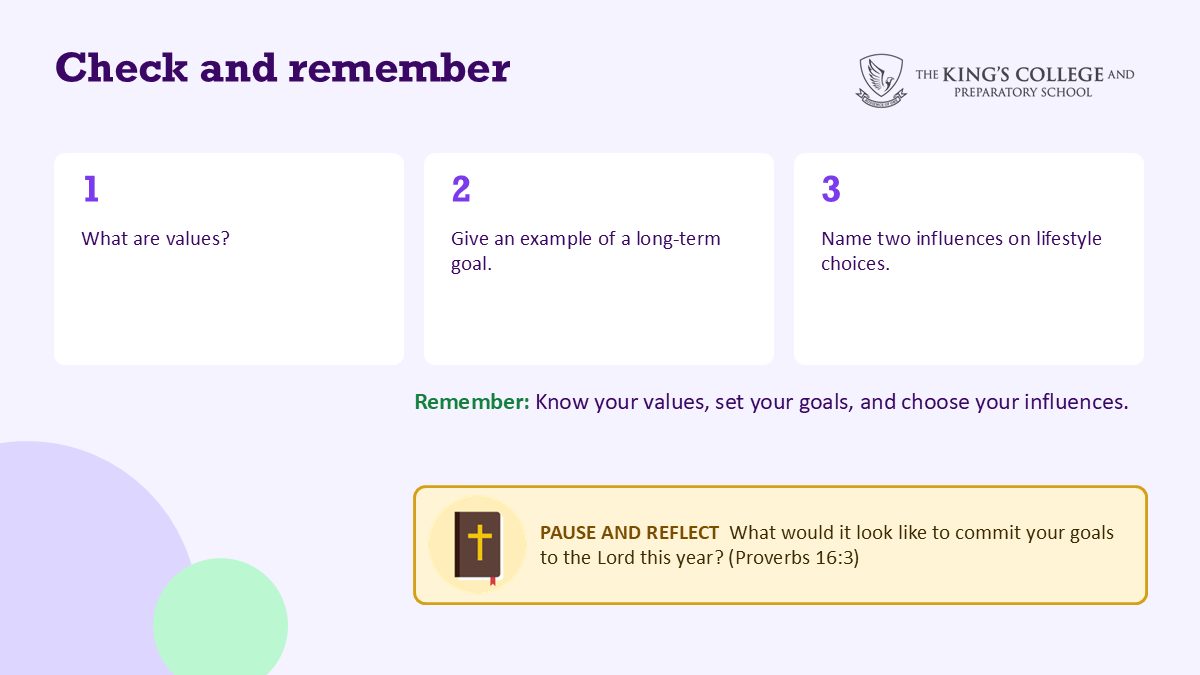 Check and remember
THE KING'S COLLEGE AND
PREPARATORY SCHOOL
1
What are values?
2
Give an example of a long-term
goal.
3
Name two influences on lifestyle
choices.
Remember: Know your values, set your goals, and choose your influences.
PAUSE AND REFLECT What would it look like to commit your goals
to the Lord this year? (Proverbs 16:3)